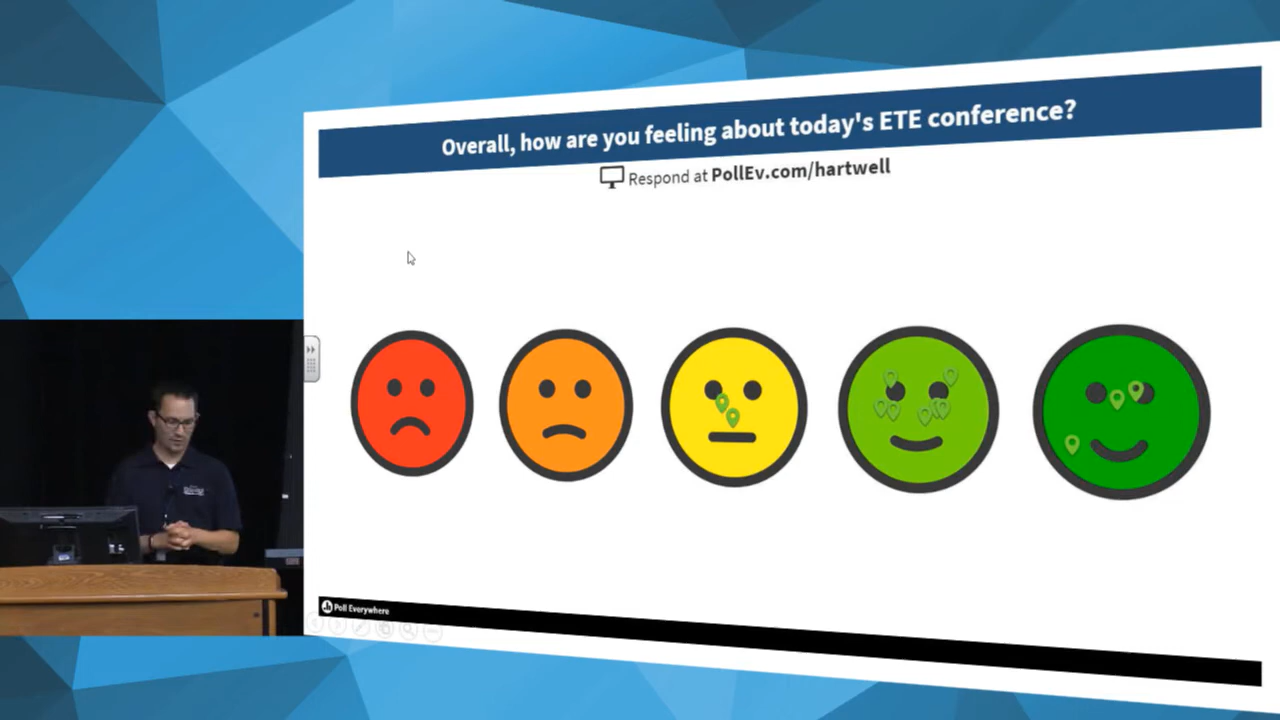 Overall, how are you feeling about today's ETE conference?
Respond at PollEv.com/hartwell
Poll Everywhere